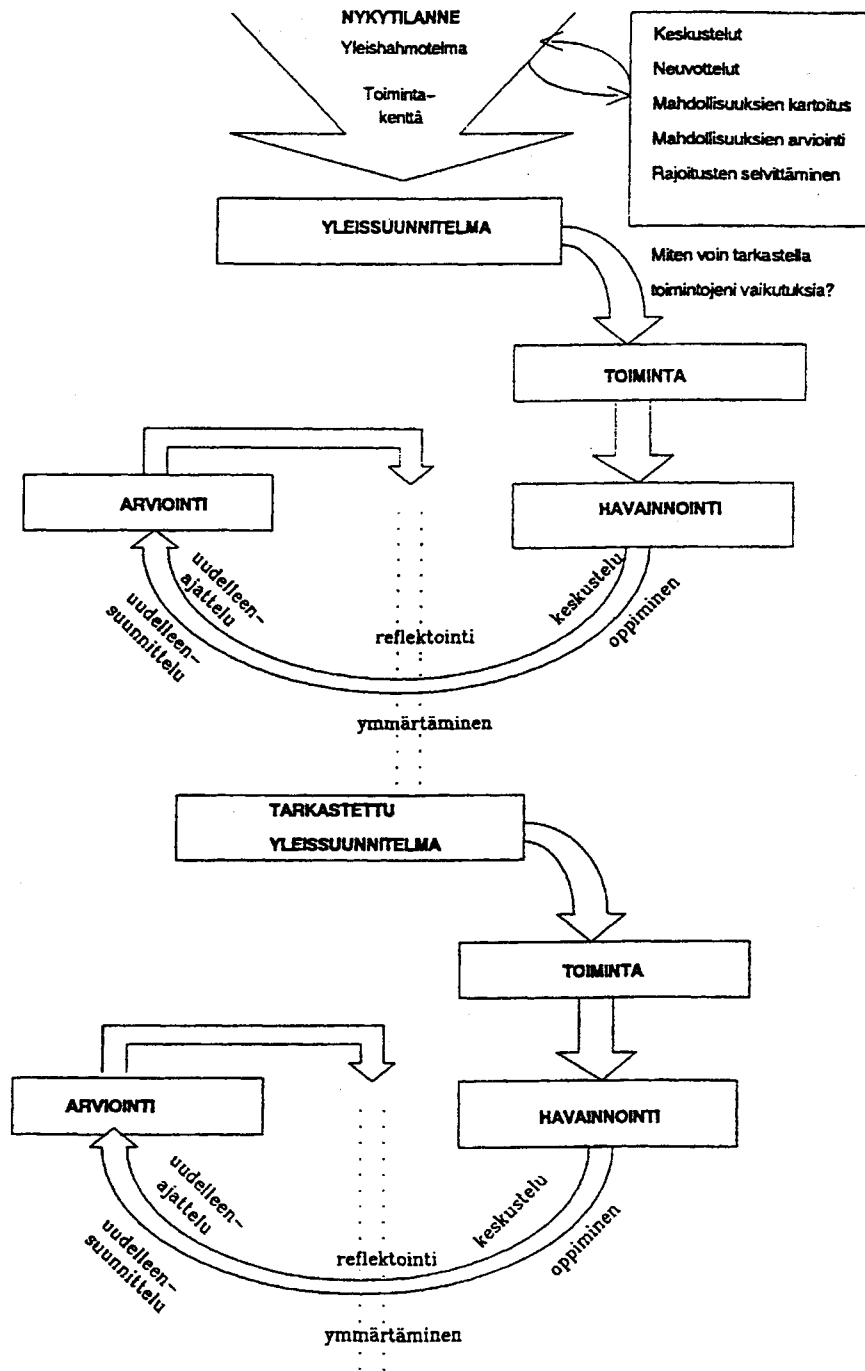 NYKYTILANNE
Yleishahmotelma
Toiminta-
kenttä
Keskustelut
Neuvottelut
Mahdollisuuksien kartoitus
Mahdollisuuksien arviointi
Rajoitusten selvittäminen
YLEISSUUNNITELMA
Miten voin tarkastella
toimintojeni vaikutuksia?
TOIMINTA
ARVIOINTI
HAVAINNOINTI
uudelleen-
ajattelu
uudelleen-
suunnittelu
reflektointi
keskustelu
oppiminen
ymmärtäminen
TARKASTETTU
YLEISSUUNNITELMA
TOIMINTA
ARVIOINTI
HAVAINNOINTI
uudelleen-
ajattelu
uudelleen-
suunnittelu
reflektointi
keskustelu
oppiminen
ymmärtäminen